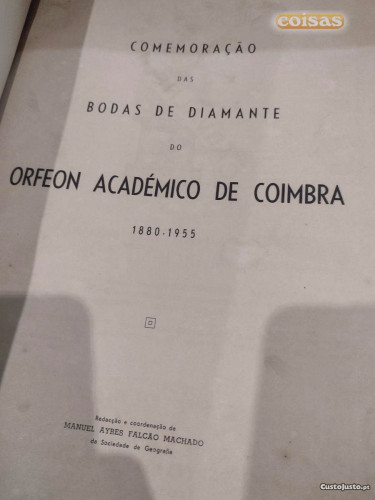 coisas
COMEMORAÇÃO
DAS
BODAS DE DIAMANTE
DO
ORFEON ACADÉMICO DE COIMBRA
1880-1955
Redacção e coordenação de
MANUEL AYRES FALCÃO MACHADO
da Sociedade de Geografia
CustoJusto.pt